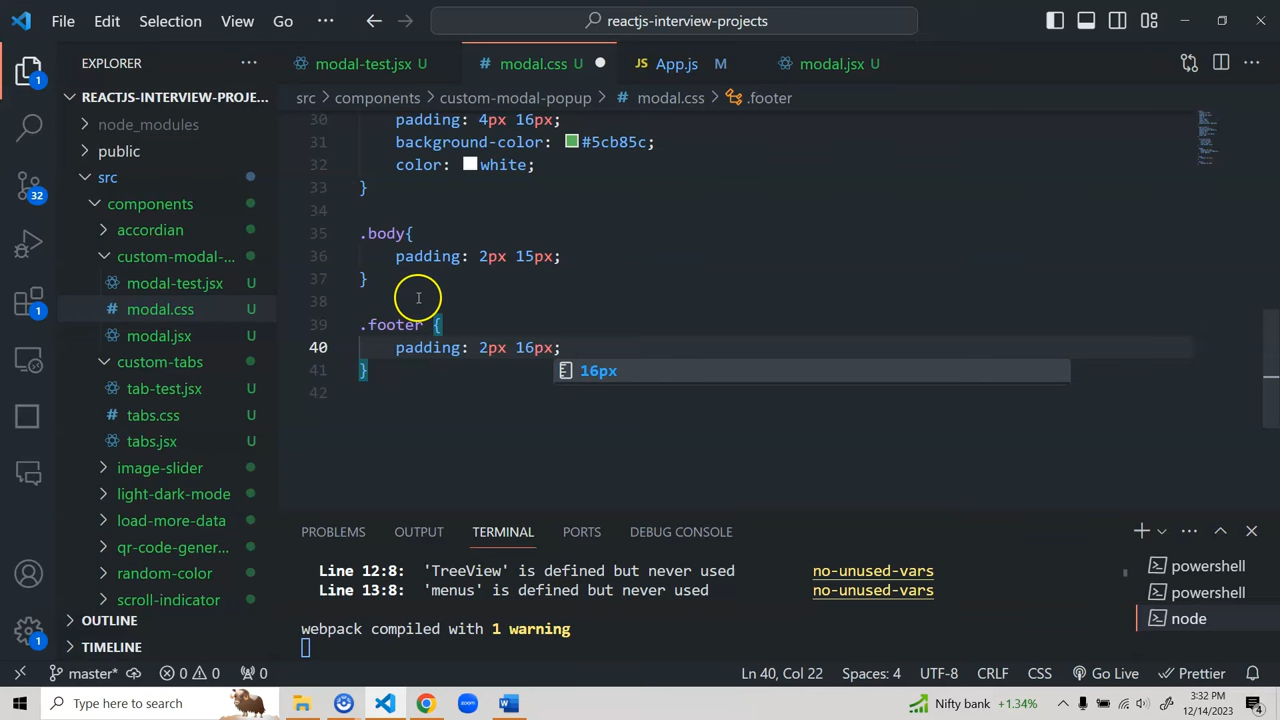 File Edit Selection View Go ··· reactjs-interview-projects
EXPLORER ···
modal-test.jsx U # modal.css U JS App.js M modal.jsx U ···
REACTJS-INTERVIEW-PROJE...
node_modules
public
src
components
accordian
custom-modal-...
modal-test.jsx U
# modal.css U
modal.jsx U
custom-tabs
tab-test.jsx U
# tabs.css U
tabs.jsx U
image-slider
light-dark-mode
load-more-data
qr-code-gener...
random-color
scroll-indicator
OUTLINE
TIMELINE
1
32
1
1
src > components > custom-modal-popup > # modal.css > .footer
30 padding: 4px 16px;
31 background-color: #5cb85c;
32 color: white;
33 }
34
35 .body{
36 padding: 2px 15px;
37 }
38
39 .footer {
40 padding: 2px 16px;
41 }
42
16px
PROBLEMS OUTPUT TERMINAL PORTS DEBUG CONSOLE ···
Line 12:8: 'TreeView' is defined but never used no-unused-vars
Line 13:8: 'menus' is defined but never used no-unused-vars
webpack compiled with 1 warning
powershell
powershell
node
master* 0 0 0 Ln 40, Col 22 Spaces: 4 UTF-8 CRLF CSS Go Live Prettier
Type here to search zoom W Nifty bank +1.34% 3:32 PM
12/14/2023 4